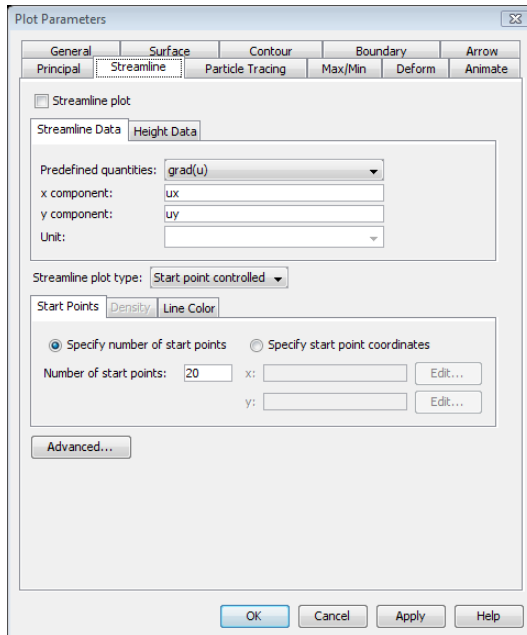 Plot Parameters
General Surface Contour Boundary Arrow
Principal Streamline Particle Tracing Max/Min Deform Animate
Streamline plot
Streamline Data Height Data
Predefined quantities: grad(u)
x component: ux
y component: uy
Unit:
Streamline plot type: Start point controlled
Start Points Density Line Color
Specify number of start points Specify start point coordinates
Number of start points: 20 x: Edit...
y: Edit...
Advanced...
OK Cancel Apply Help